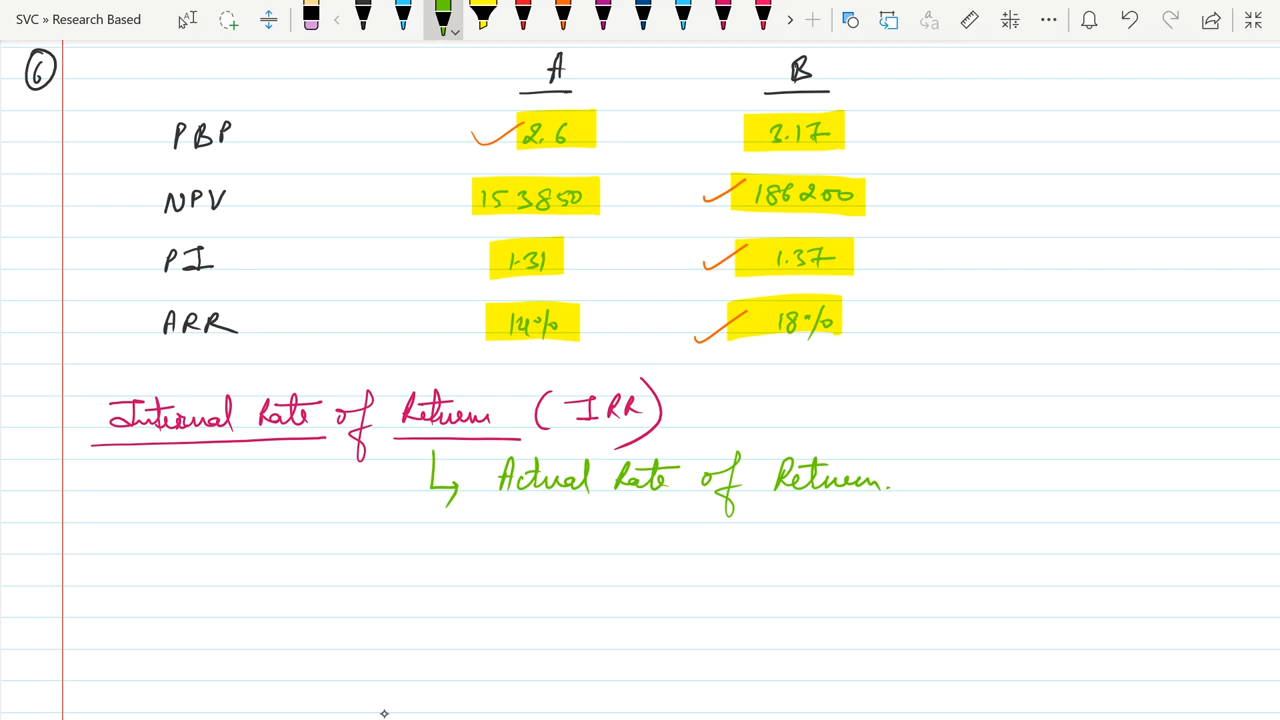 SVC » Research Based
6 A B
PBP 2.6 3.17
NPV 153850 186200
PI 1.31 1.37
ARR 14% 18%
Internal Rate of Return (IRR)
↳ Actual Rate of Return.